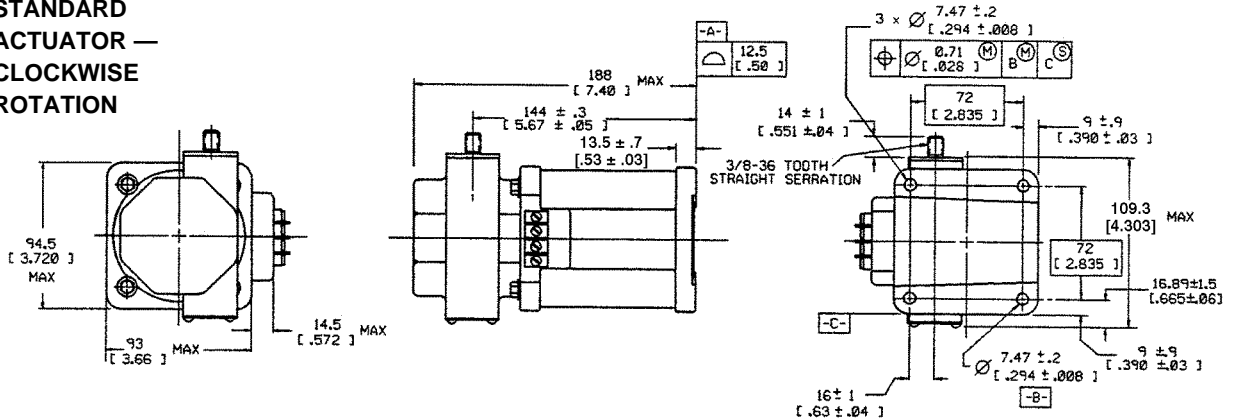 STANDARD
ACTUATOR —
CLOCKWISE
ROTATION
94.5
[ 3.720 ]
MAX
93
[ 3.66 ]
MAX
14.5
[ .572 ]
MAX
188
[ 7.40 ]
MAX
144 ± .3
[ 5.67 ± .05 ]
13.5 ± .7
[.53 ± .03]
-A-
12.5
[ .50 ]
3 × Ø 7.47 ±.2
[ .294 ±.008 ]
Ø 0.71 Ⓜ
[ .028 ]
B Ⓜ
C Ⓢ
72
[ 2.835 ]
14 ± 1
[ .551 ±.04 ]
9 ±.9
[ .390 ±.03 ]
3/8-36 TOOTH
STRAIGHT SERRATION
109.3
[4.303]
MAX
72
[ 2.835 ]
16.89±1.5
[.665±.06]
-C-
9 ±.9
[ .390 ±.03 ]
Ø 7.47 ±.2
[ .294 ±.008 ]
-B-
16 ± 1
[ .63 ±.04 ]